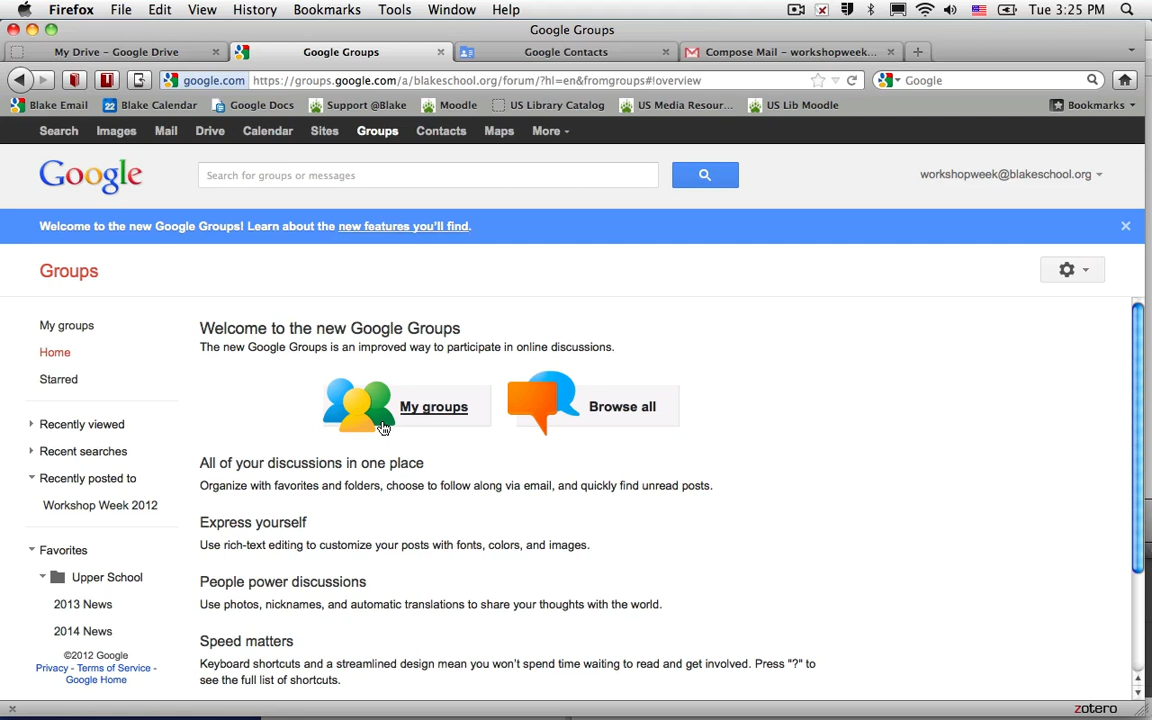 Firefox File Edit View History Bookmarks Tools Window Help Tue 3:25 PM
Google Groups
My Drive – Google Drive Google Groups Google Contacts Compose Mail – workshopweek...
google.com https://groups.google.com/a/blakeschool.org/forum/?hl=en&fromgroups#!overview Google
Blake Email Blake Calendar Google Docs Support @Blake Moodle US Library Catalog US Media Resour... US Lib Moodle Bookmarks
Search Images Mail Drive Calendar Sites Groups Contacts Maps More
Google Search for groups or messages workshopweek@blakeschool.org
Welcome to the new Google Groups! Learn about the new features you'll find.
Groups
My groups
Home
Starred
Recently viewed
Recent searches
Recently posted to
Workshop Week 2012
Favorites
Upper School
2013 News
2014 News
©2012 Google
Privacy - Terms of Service -
Google Home
Welcome to the new Google Groups
The new Google Groups is an improved way to participate in online discussions.
My groups Browse all
All of your discussions in one place
Organize with favorites and folders, choose to follow along via email, and quickly find unread posts.
Express yourself
Use rich-text editing to customize your posts with fonts, colors, and images.
People power discussions
Use photos, nicknames, and automatic translations to share your thoughts with the world.
Speed matters
Keyboard shortcuts and a streamlined design mean you won't spend time waiting to read and get involved. Press "?" to
see the full list of shortcuts.
zotero